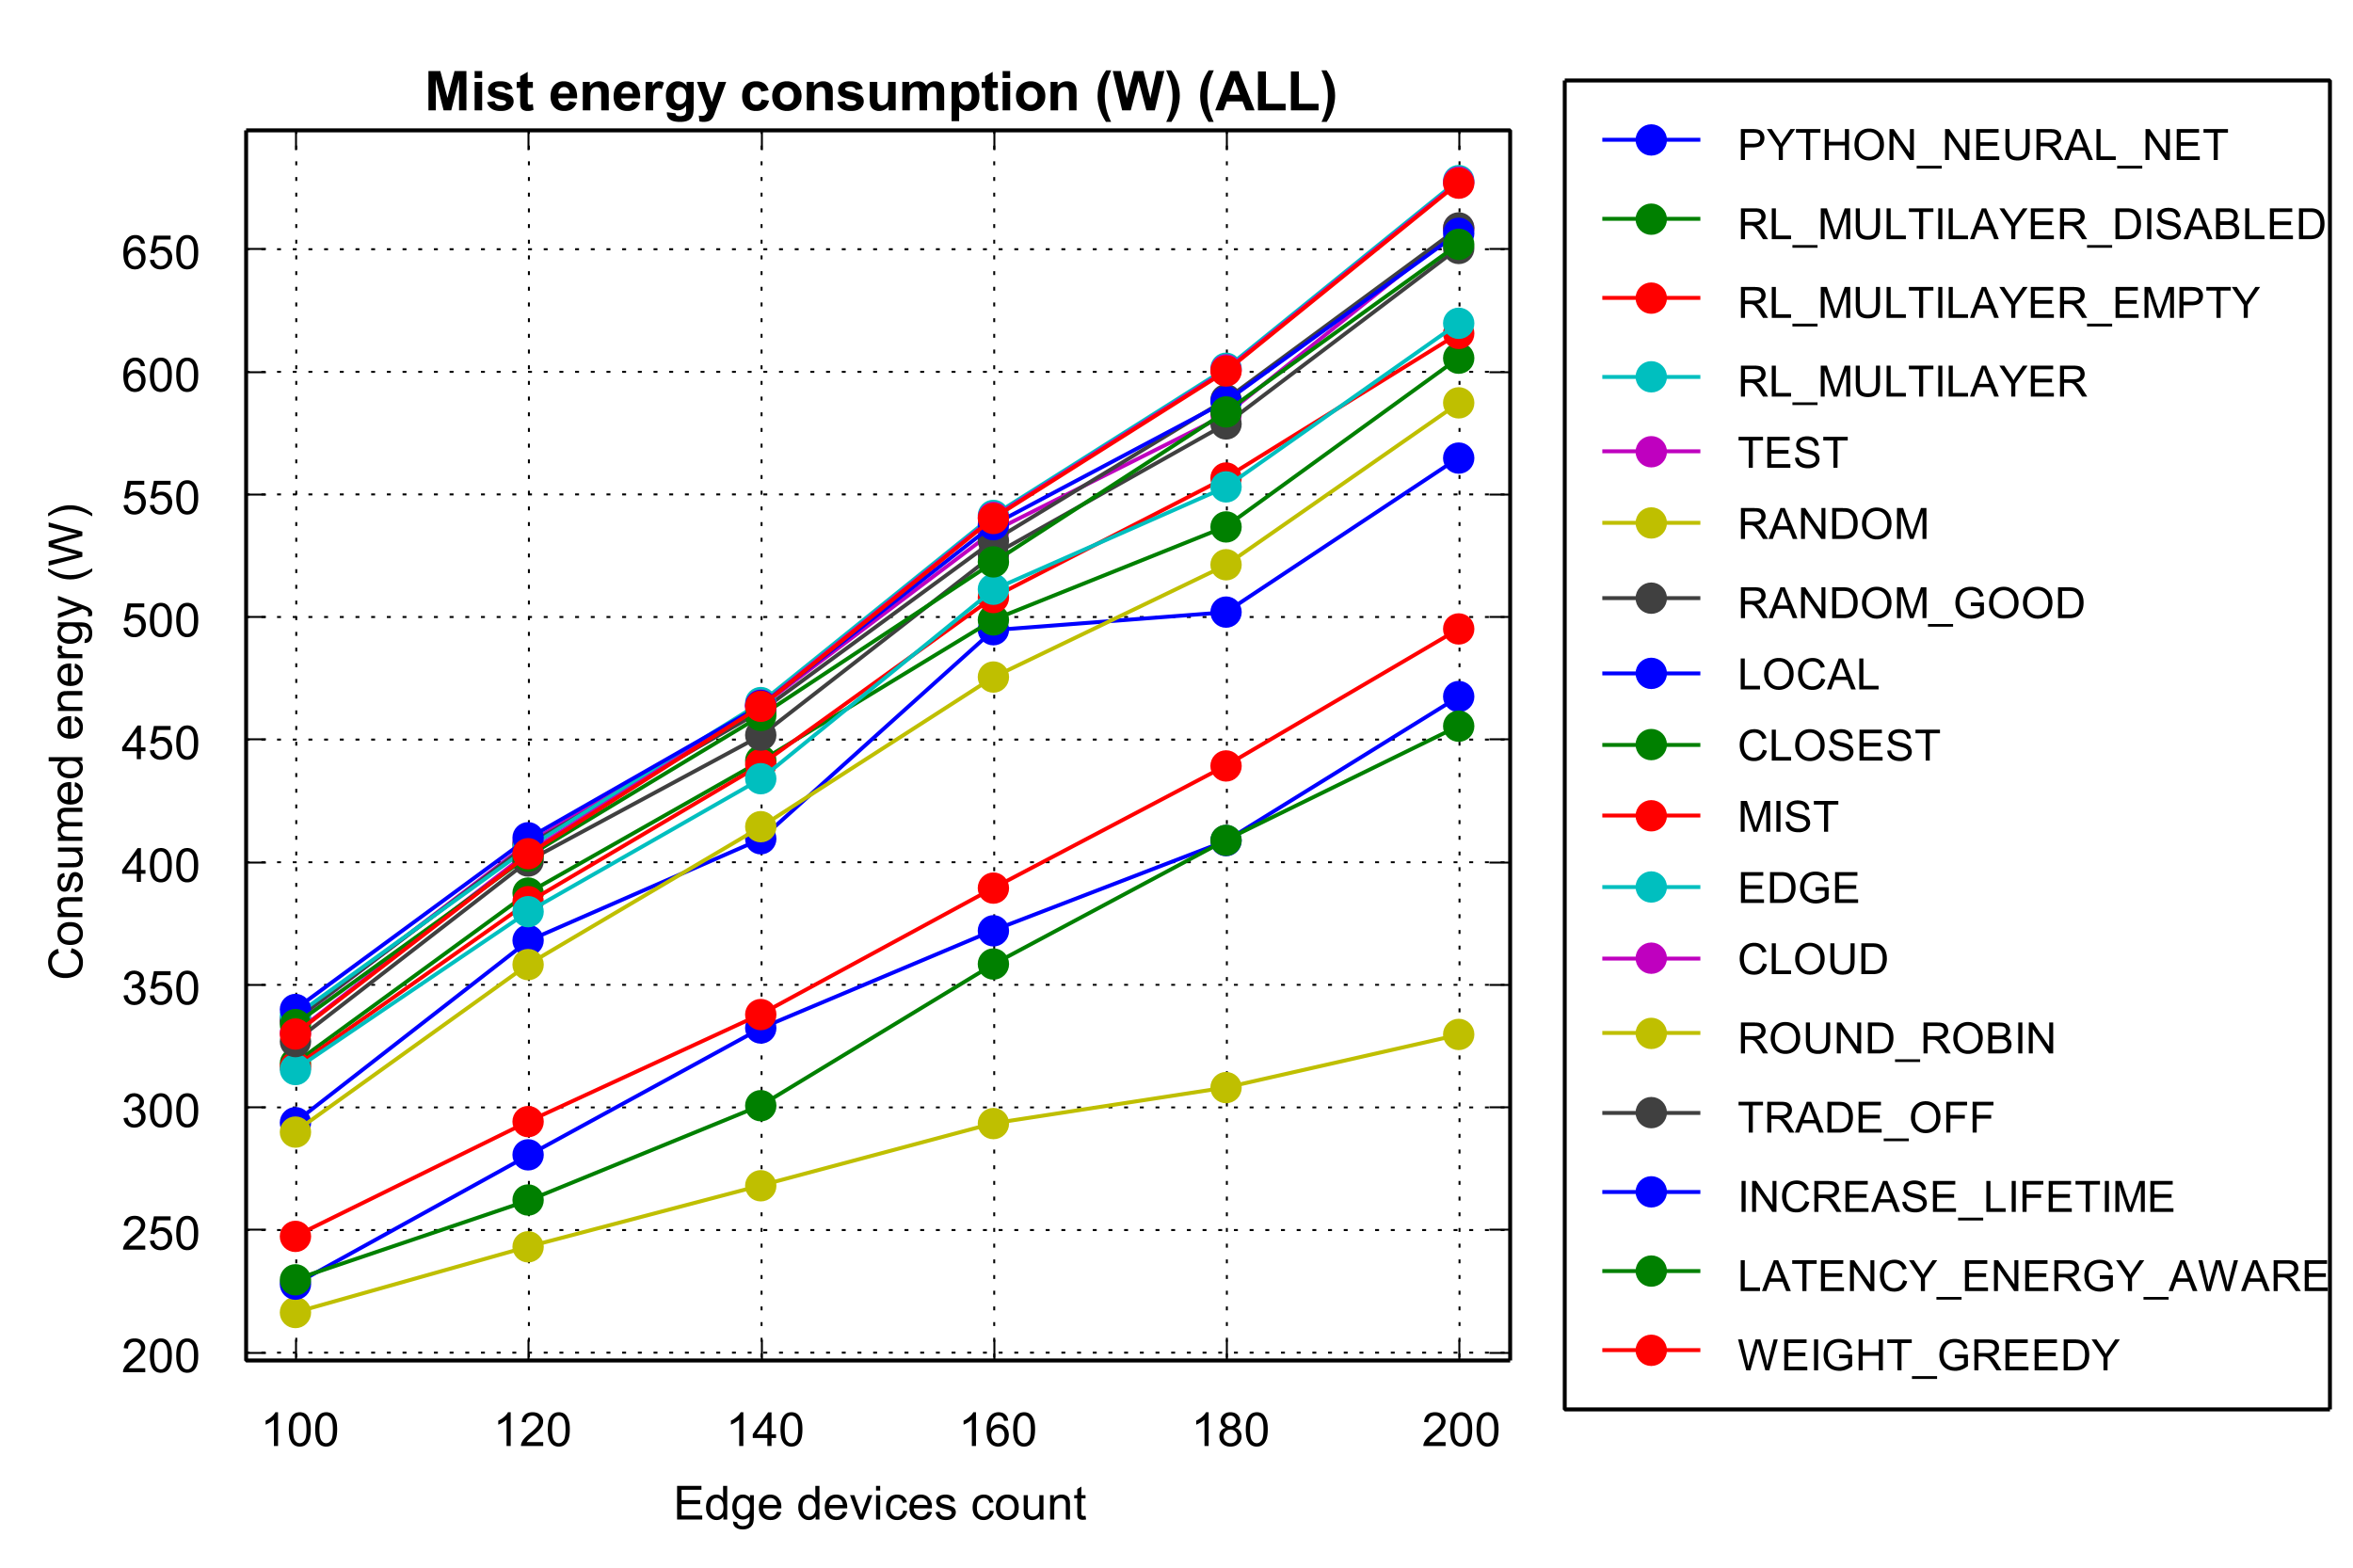 Mist energy consumption (W) (ALL)
Consumed energy (W)
650
600
550
500
450
400
350
300
250
200
100 120 140 160 180 200
Edge devices count
PYTHON_NEURAL_NET
RL_MULTILAYER_DISABLED
RL_MULTILAYER_EMPTY
RL_MULTILAYER
TEST
RANDOM
RANDOM_GOOD
LOCAL
CLOSEST
MIST
EDGE
CLOUD
ROUND_ROBIN
TRADE_OFF
INCREASE_LIFETIME
LATENCY_ENERGY_AWARE
WEIGHT_GREEDY